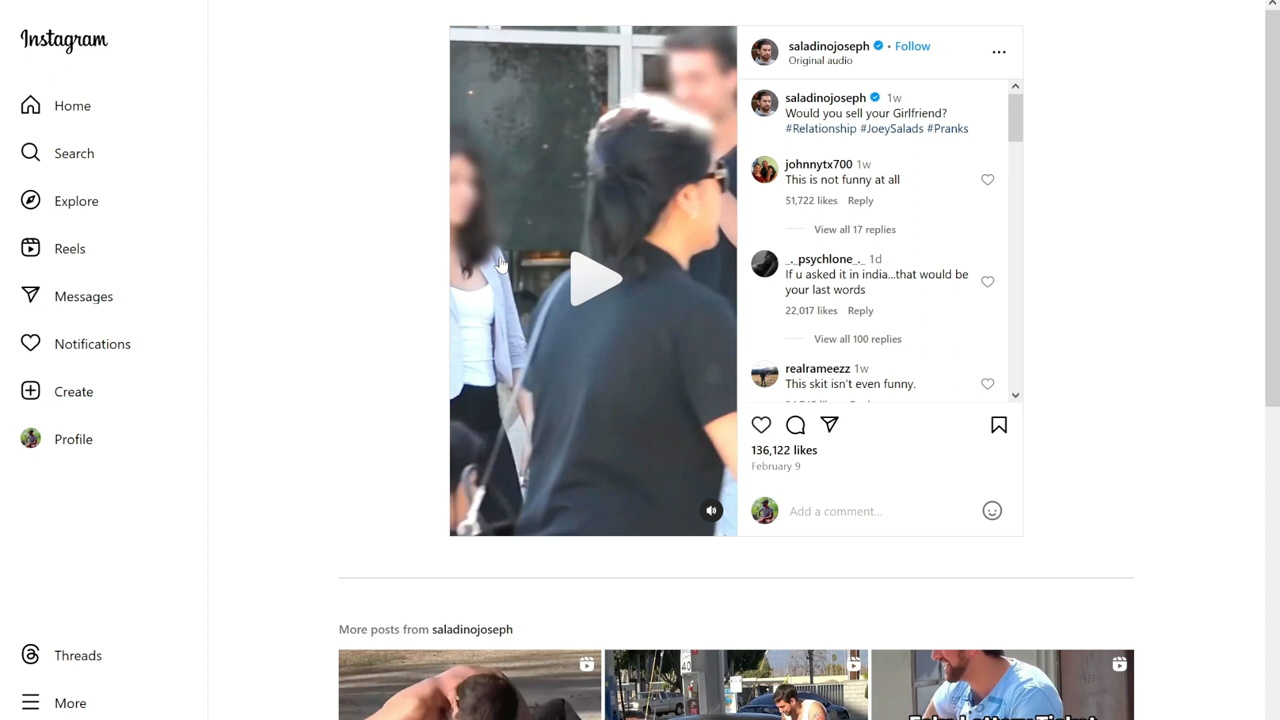 Instagram
Home
Search
Explore
Reels
Messages
Notifications
Create
Profile
Threads
More
saladinojoseph • Follow
Original audio
saladinojoseph 1w
Would you sell your Girlfriend?
#Relationship #JoeySalads #Pranks
johnnytx700 1w
This is not funny at all
51,722 likes Reply
View all 17 replies
_._psychlone_._ 1d
If u asked it in india...that would be
your last words
22,017 likes Reply
View all 100 replies
realrameezz 1w
This skit isn't even funny.
136,122 likes
February 9
Add a comment...
More posts from saladinojoseph
40
Fake Lottery Ticket